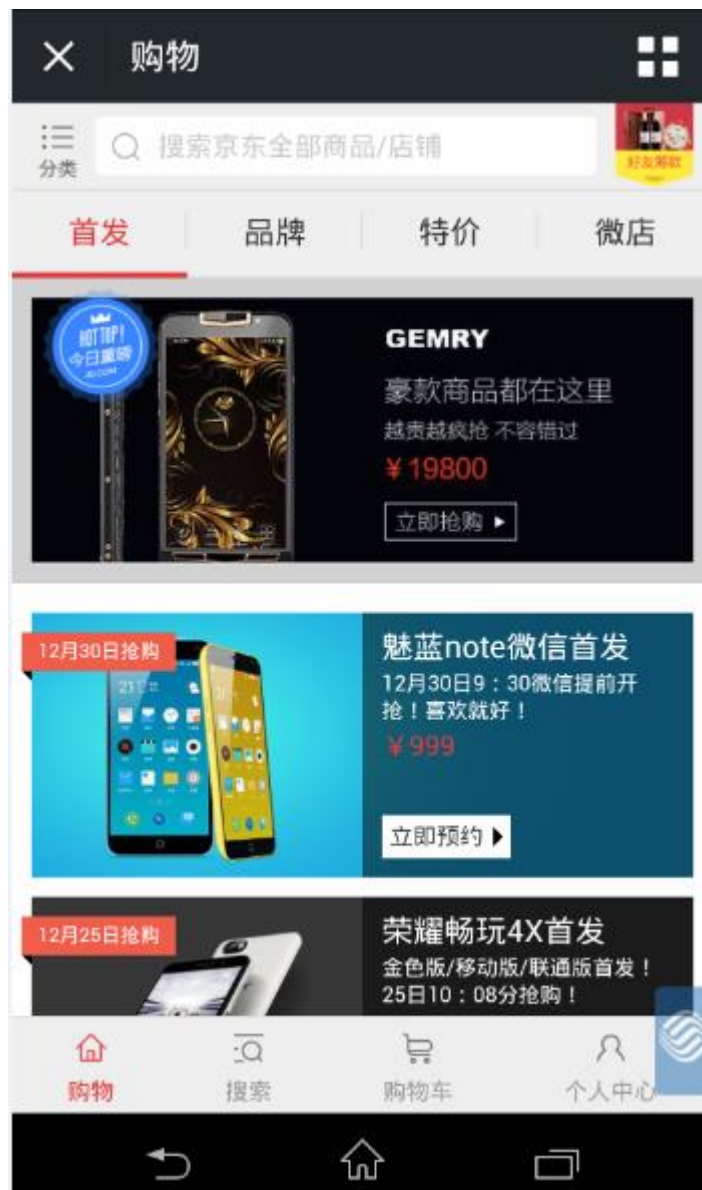 购物
分类
搜索京东全部商品/店铺
好友筹款
首发 品牌 特价 微店
HOT TOP!
今日重磅
JD.COM
GEMRY
豪款商品都在这里
越贵越疯抢 不容错过
¥19800
立即抢购
12月30日抢购
魅蓝note微信首发
12月30日9：30微信提前开
抢！喜欢就好！
¥999
立即预约
12月25日抢购
荣耀畅玩4X首发
金色版/移动版/联通版首发！
25日10：08分抢购！
购物 搜索 购物车 个人中心